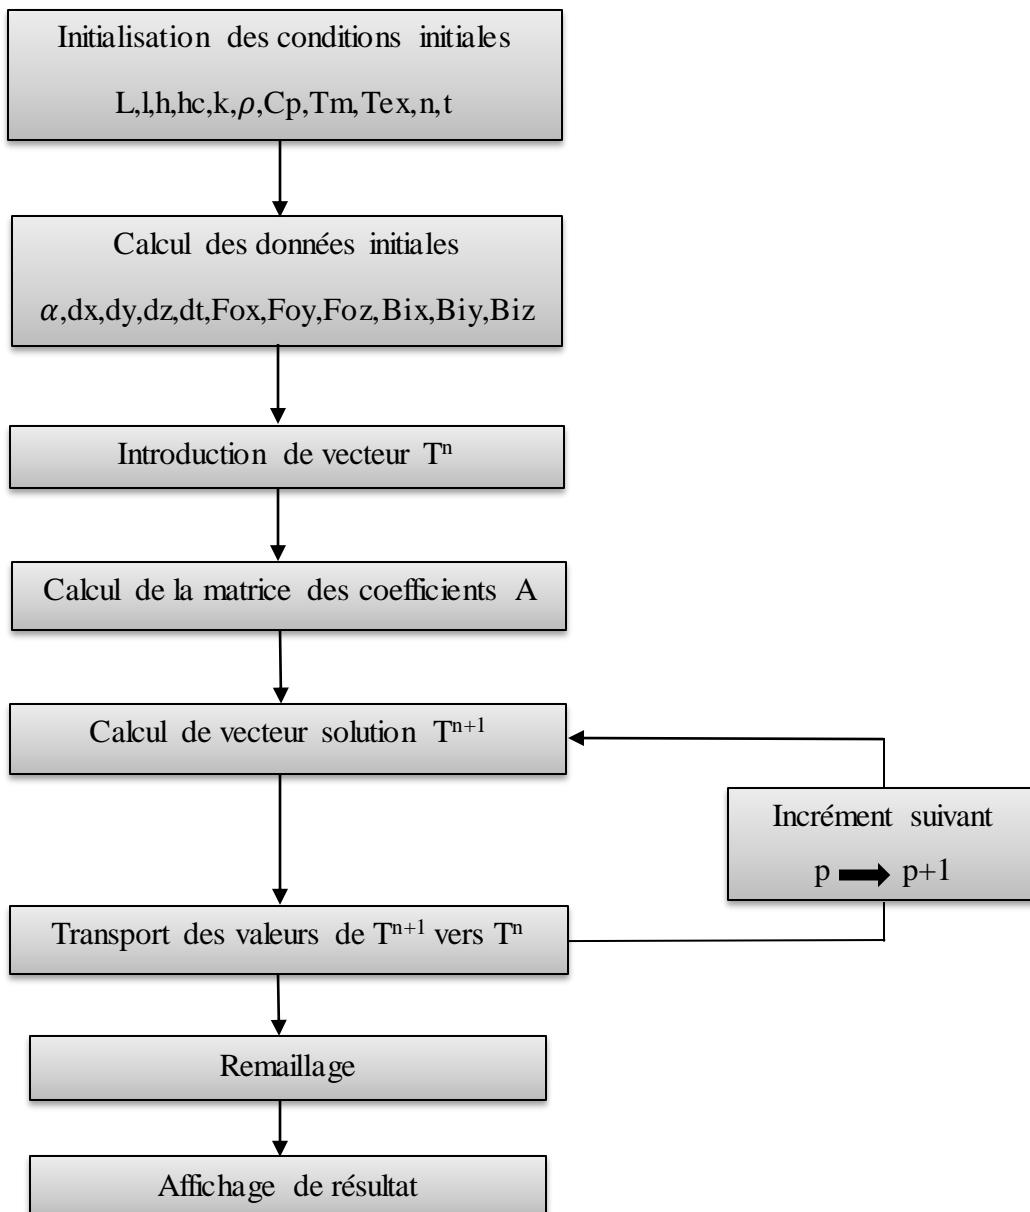 Initialisation des conditions initiales
L,l,h,hc,k,ρ,Cp,Tm,Tex,n,t
Calcul des données initiales
α,dx,dy,dz,dt,Fox,Foy,Foz,Bix,Biy,Biz
Introduction de vecteur Tⁿ
Calcul de la matrice des coefficients A
Calcul de vecteur solution Tⁿ⁺¹
Incrément suivant
p ➡ p+1
Transport des valeurs de Tⁿ⁺¹ vers Tⁿ
Remaillage
Affichage de résultat